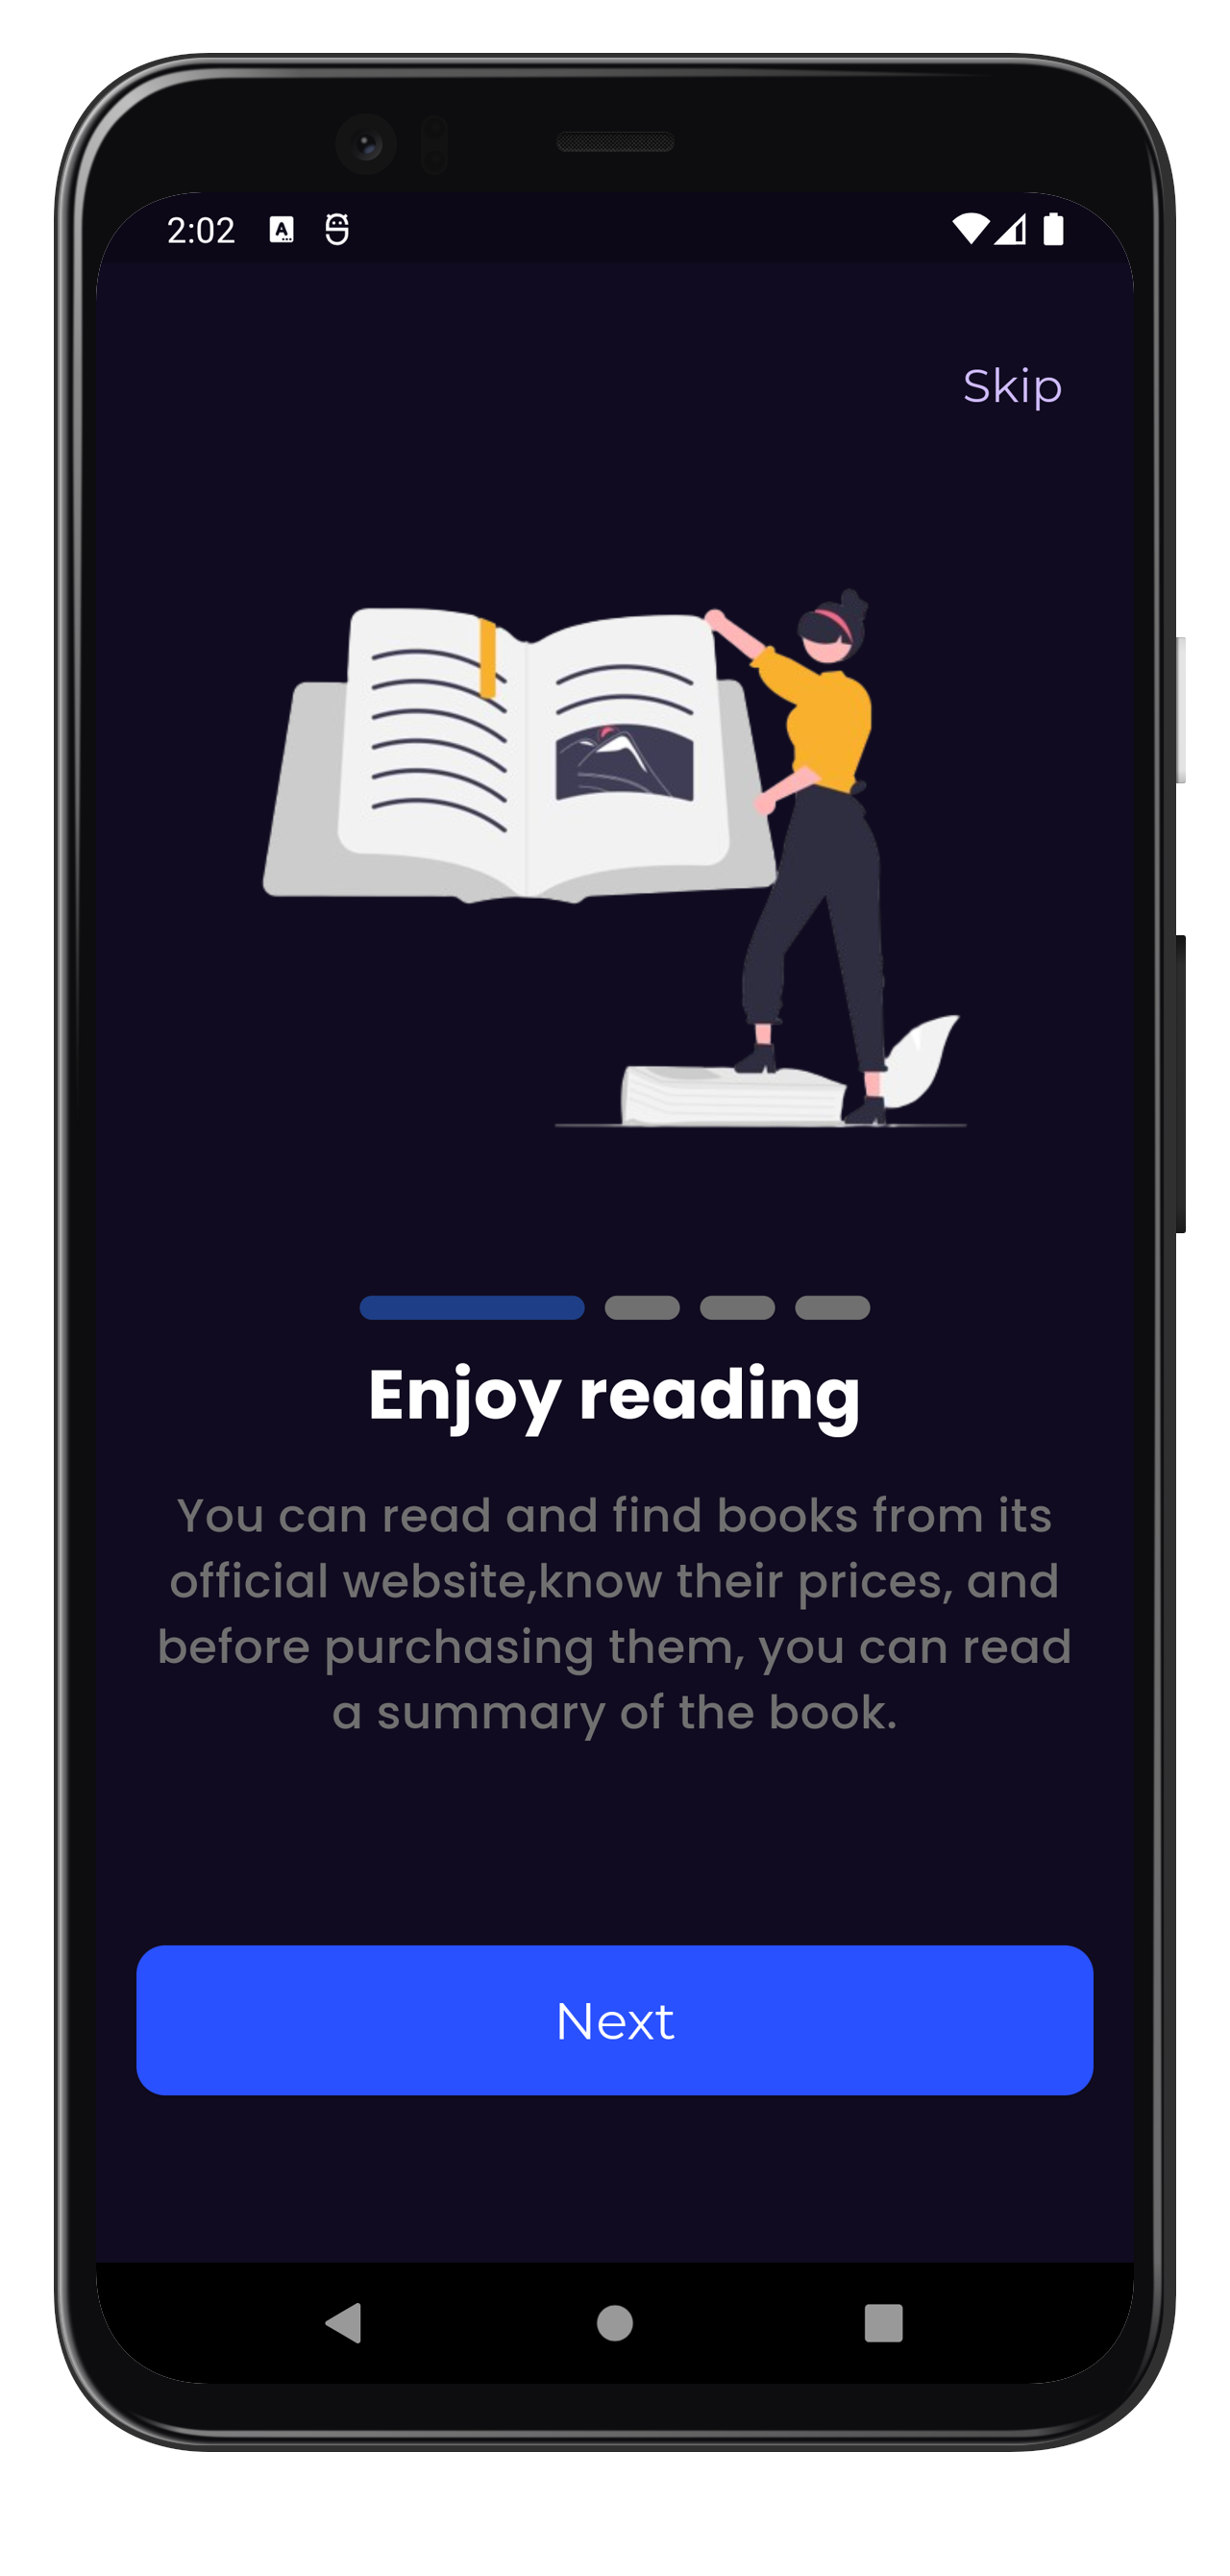 2:02
Skip
Enjoy reading
You can read and find books from its
official website,know their prices, and
before purchasing them, you can read
a summary of the book.
Next